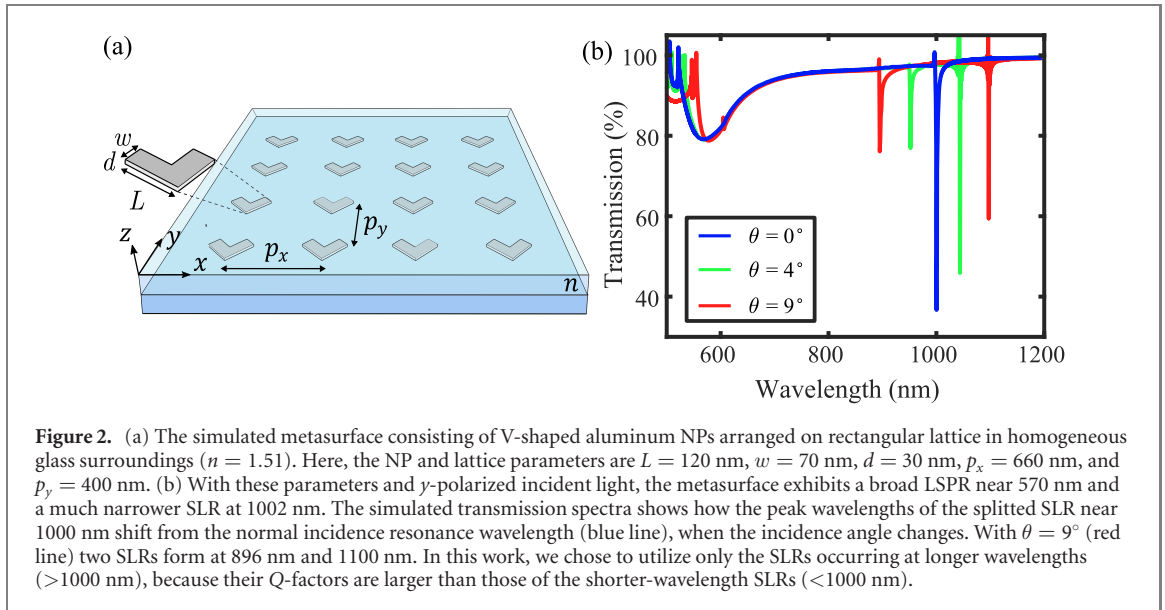 (a)
w
d
L
z
y
x
pₓ
p_y
n
(b)
Transmission (%)
100
80
60
40
θ = 0°
θ = 4°
θ = 9°
600
800
1000
1200
Wavelength (nm)
Figure 2. (a) The simulated metasurface consisting of V-shaped aluminum NPs arranged on rectangular lattice in homogeneous
glass surroundings (n = 1.51). Here, the NP and lattice parameters are L = 120 nm, w = 70 nm, d = 30 nm, pₓ = 660 nm, and
p_y = 400 nm. (b) With these parameters and y-polarized incident light, the metasurface exhibits a broad LSPR near 570 nm and
a much narrower SLR at 1002 nm. The simulated transmission spectra shows how the peak wavelengths of the splitted SLR near
1000 nm shift from the normal incidence resonance wavelength (blue line), when the incidence angle changes. With θ = 9° (red
line) two SLRs form at 896 nm and 1100 nm. In this work, we chose to utilize only the SLRs occurring at longer wavelengths
(>1000 nm), because their Q-factors are larger than those of the shorter-wavelength SLRs (<1000 nm).